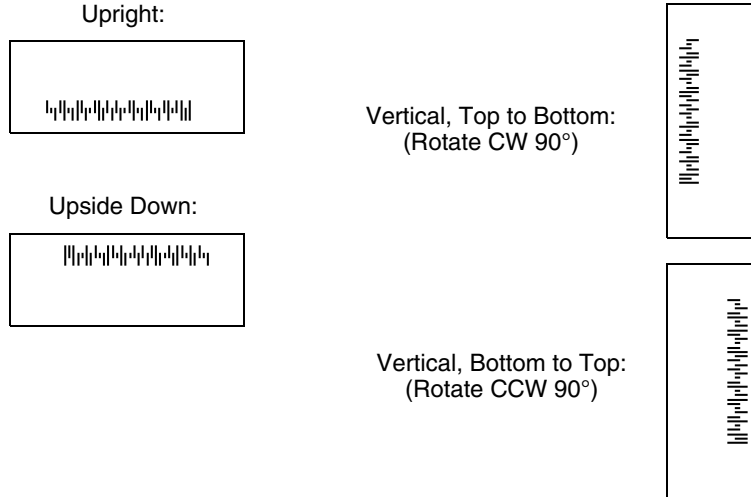 Upright:
Vertical, Top to Bottom:
(Rotate CW 90°)
Upside Down:
Vertical, Bottom to Top:
(Rotate CCW 90°)